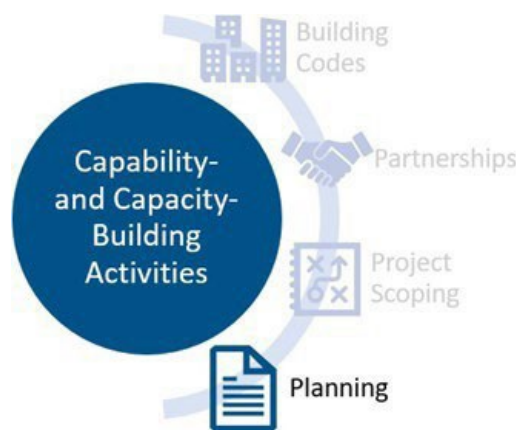 Building
Codes
Capability-
and Capacity-
Building
Activities
Partnerships
Project
Scoping
Planning